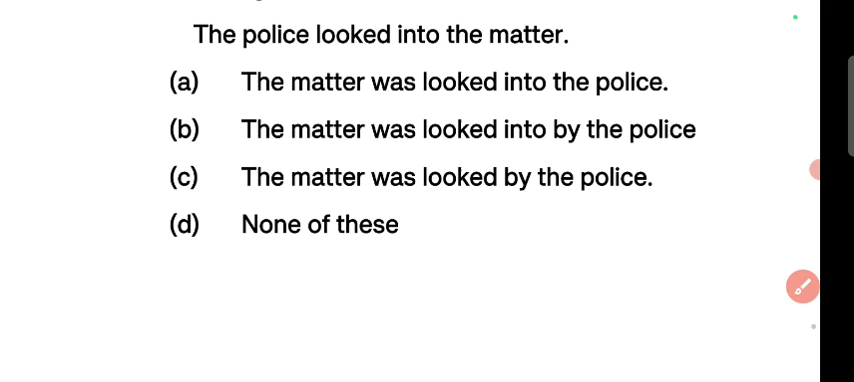 The police looked into the matter.
(a) The matter was looked into the police.
(b) The matter was looked into by the police
(c) The matter was looked by the police.
(d) None of these